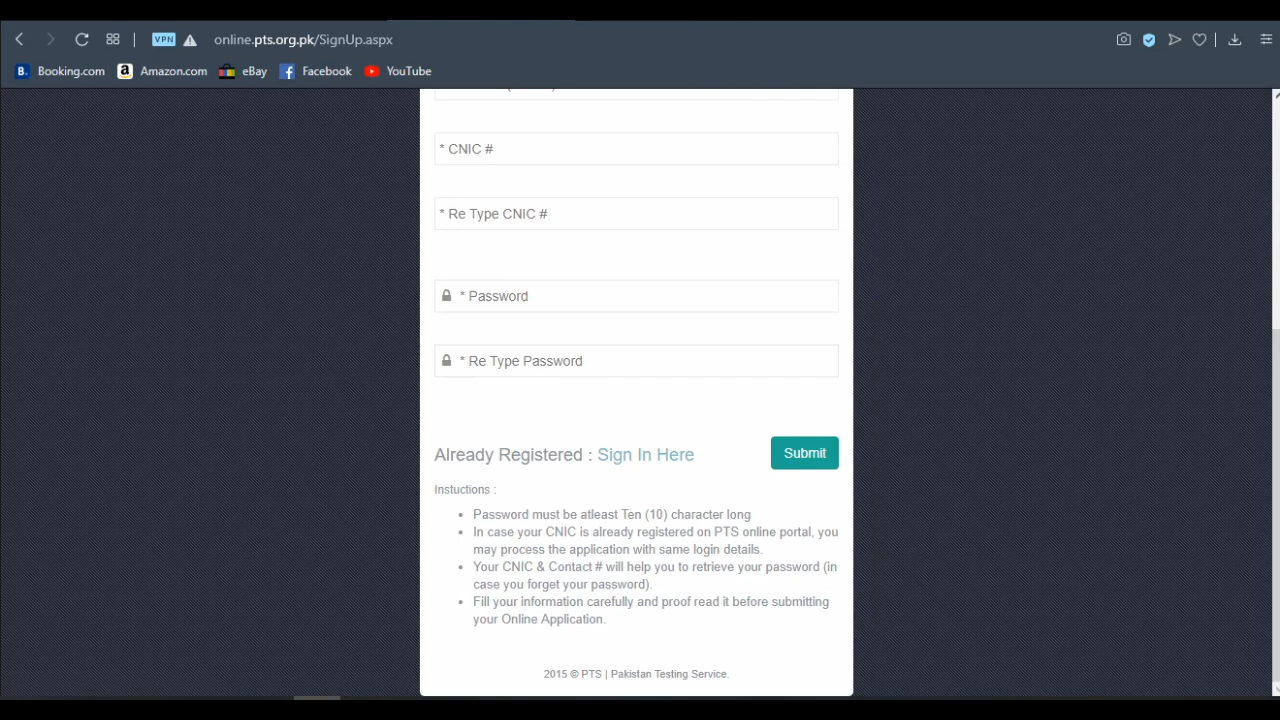 VPN online.pts.org.pk/SignUp.aspx
B. Booking.com a Amazon.com eBay f Facebook YouTube
* CNIC #
* Re Type CNIC #
* Password
* Re Type Password
Already Registered : Sign In Here Submit
Instuctions :
• Password must be atleast Ten (10) character long
• In case your CNIC is already registered on PTS online portal, you
may process the application with same login details.
• Your CNIC & Contact # will help you to retrieve your password (in
case you forget your password).
• Fill your information carefully and proof read it before submitting
your Online Application.
2015 © PTS | Pakistan Testing Service.